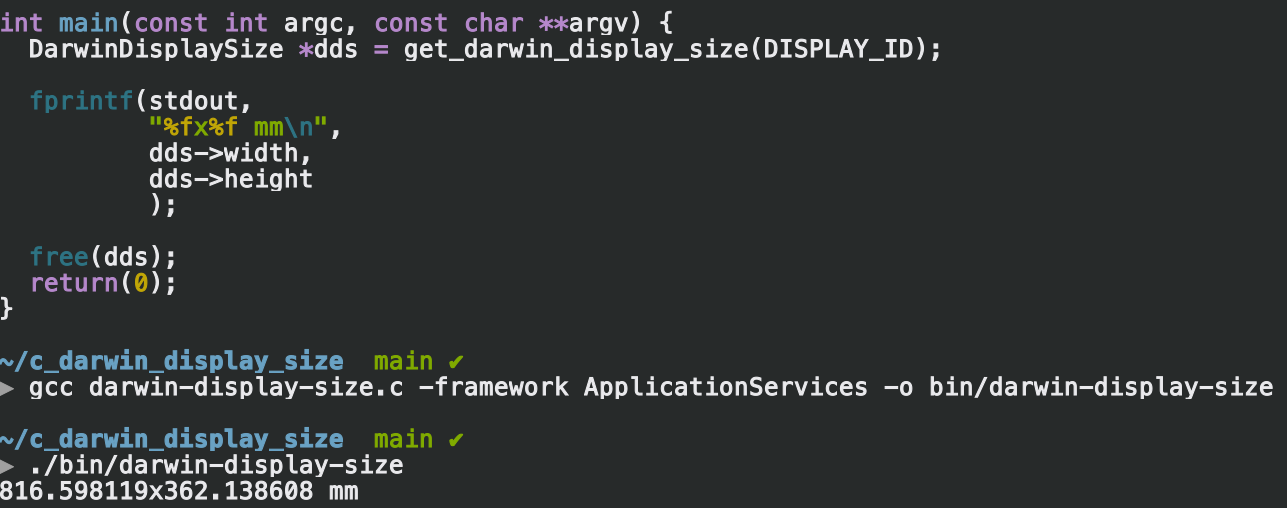 int main(const int argc, const char **argv) {
  DarwinDisplaySize *dds = get_darwin_display_size(DISPLAY_ID);
  fprintf(stdout,
          "%fx%f mm\n",
          dds->width,
          dds->height
          );
  free(dds);
  return(0);
}
~/c_darwin_display_size  main ✔
▶ gcc darwin-display-size.c -framework ApplicationServices -o bin/darwin-display-size
~/c_darwin_display_size  main ✔
▶ ./bin/darwin-display-size
816.598119x362.138608 mm